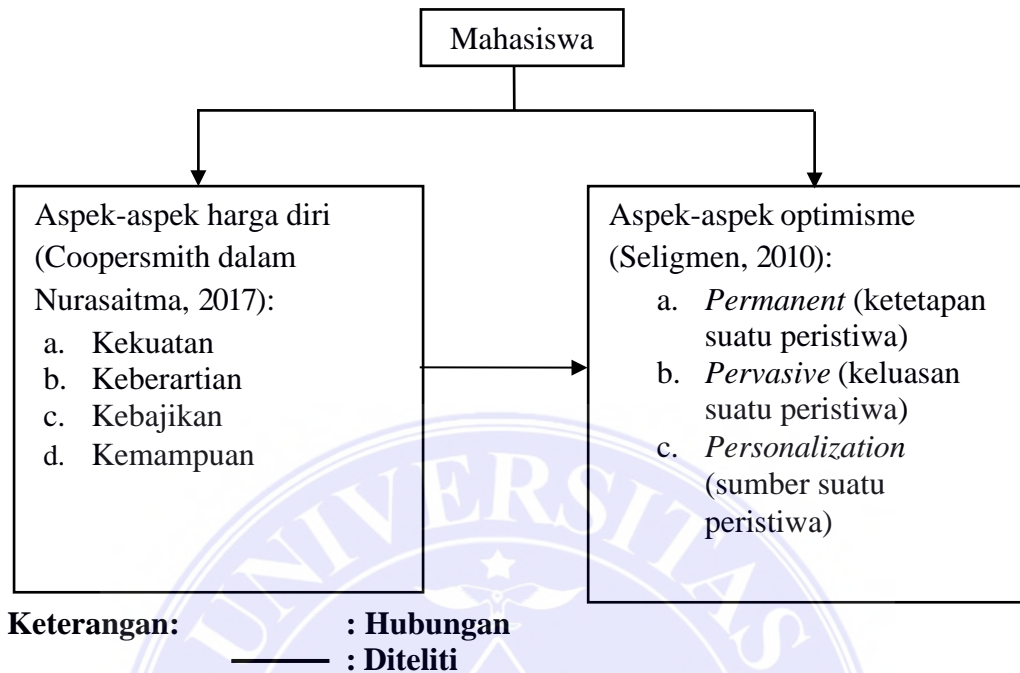 Mahasiswa
Aspek-aspek harga diri
(Coopersmith dalam
Nurasaitma, 2017):
a. Kekuatan
b. Keberartian
c. Kebajikan
d. Kemampuan
Aspek-aspek optimisme
(Seligmen, 2010):
a. Permanent (ketetapan
suatu peristiwa)
b. Pervasive (keluasan
suatu peristiwa)
c. Personalization
(sumber suatu
peristiwa)
Keterangan: : Hubungan
: Diteliti
UNIVERSITAS